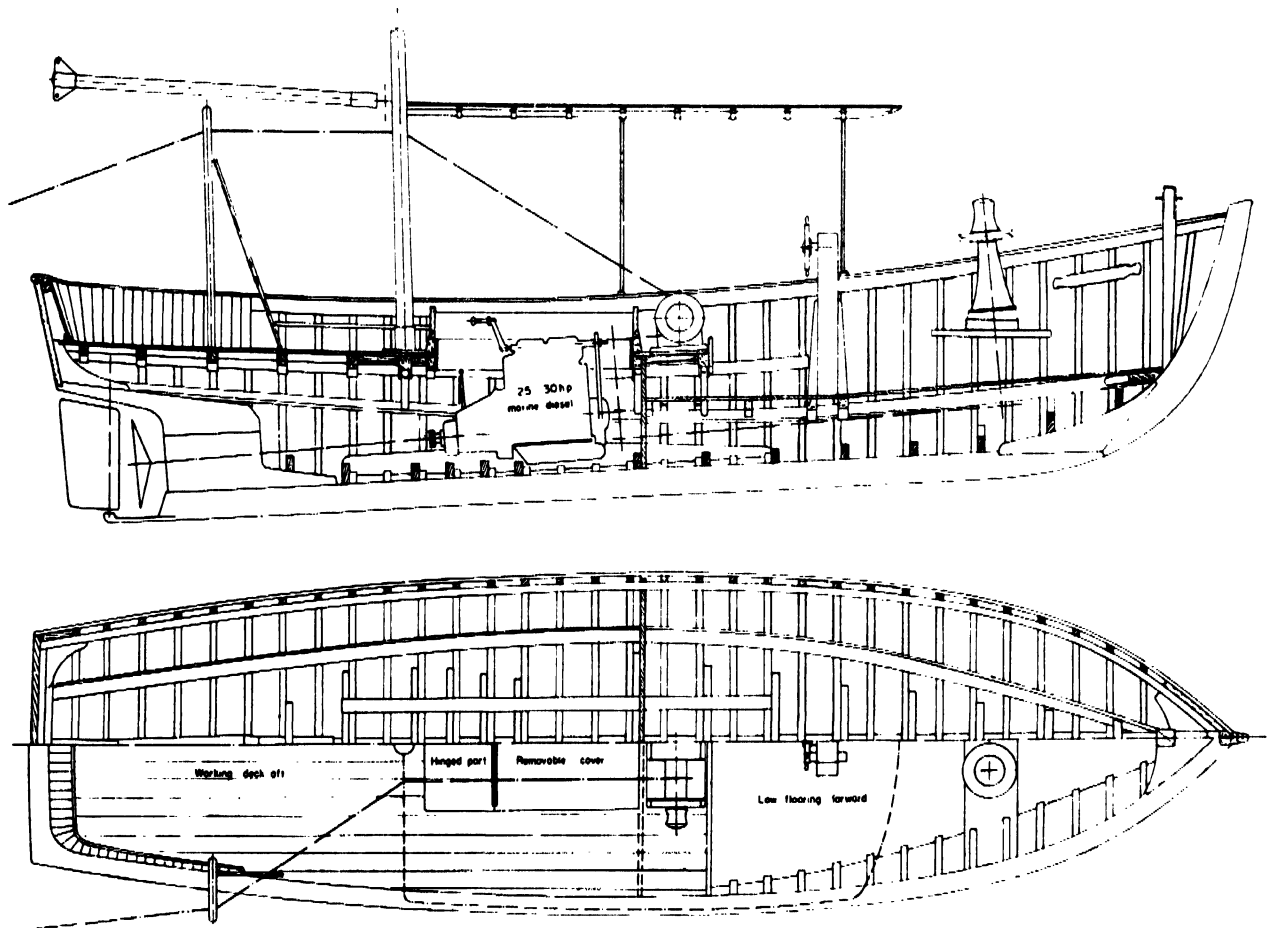 25 30hp
marine diesel
Working deck aft
Hinged part
Removable cover
Low flooring forward